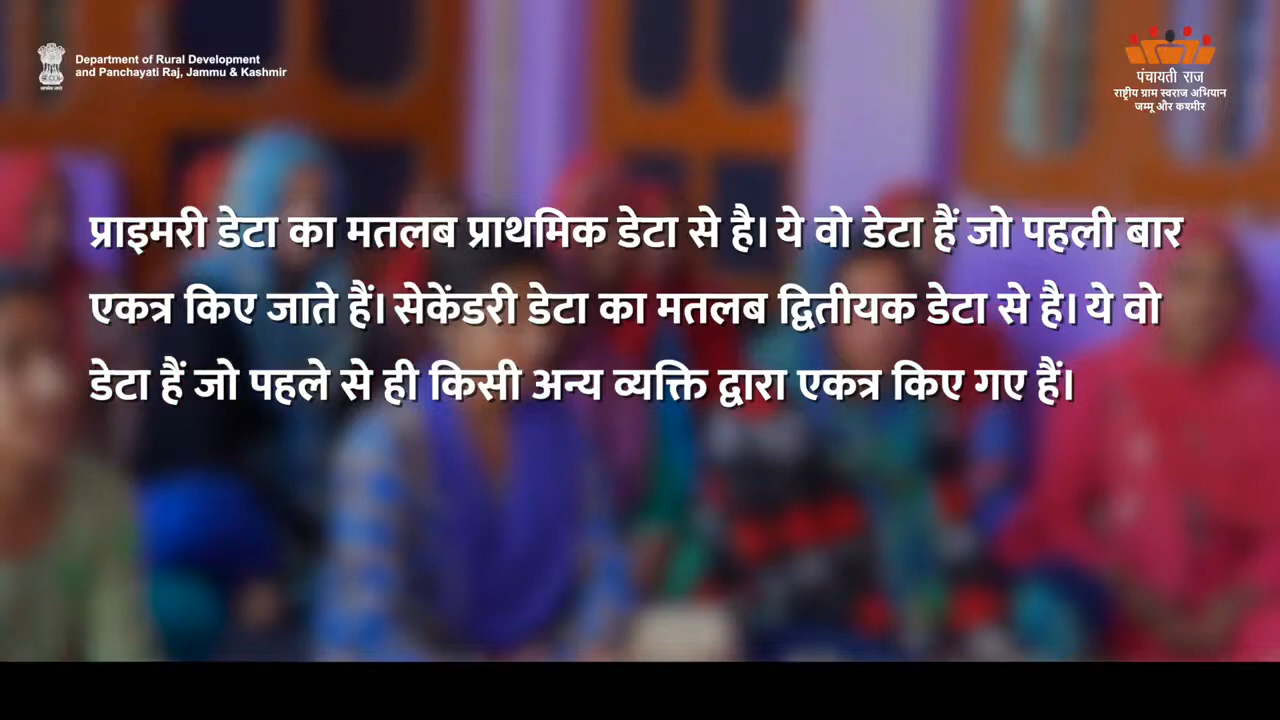 Department of Rural Development
and Panchayati Raj, Jammu & Kashmir
पंचायती राज
राष्ट्रीय ग्राम स्वराज अभियान
जम्मू और कश्मीर
प्राइमरी डेटा का मतलब प्राथमिक डेटा से है। ये वो डेटा हैं जो पहली बार
एकत्र किए जाते हैं। सेकेंडरी डेटा का मतलब द्वितीयक डेटा से है। ये वो
डेटा हैं जो पहले से ही किसी अन्य व्यक्ति द्वारा एकत्र किए गए हैं।